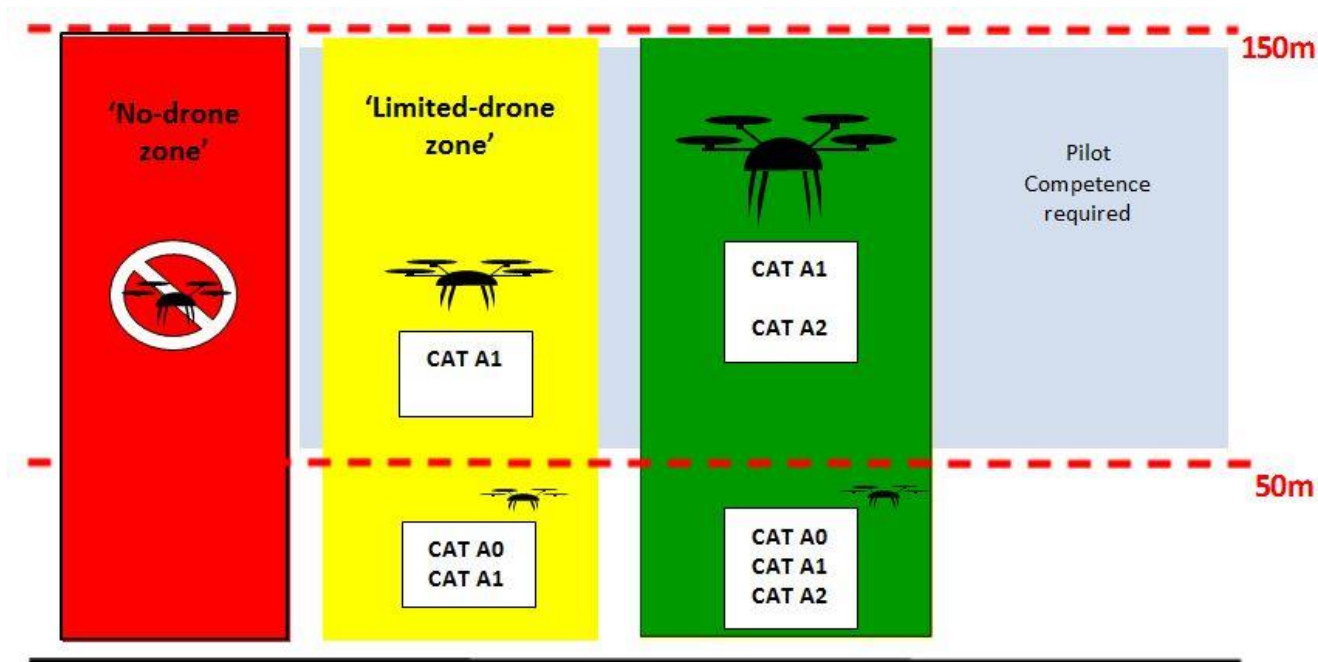 150m
'No-drone
zone'
'Limited-drone
zone'
Pilot
Competence
required
CAT A1
CAT A1
CAT A2
50m
CAT A0
CAT A1
CAT A0
CAT A1
CAT A2